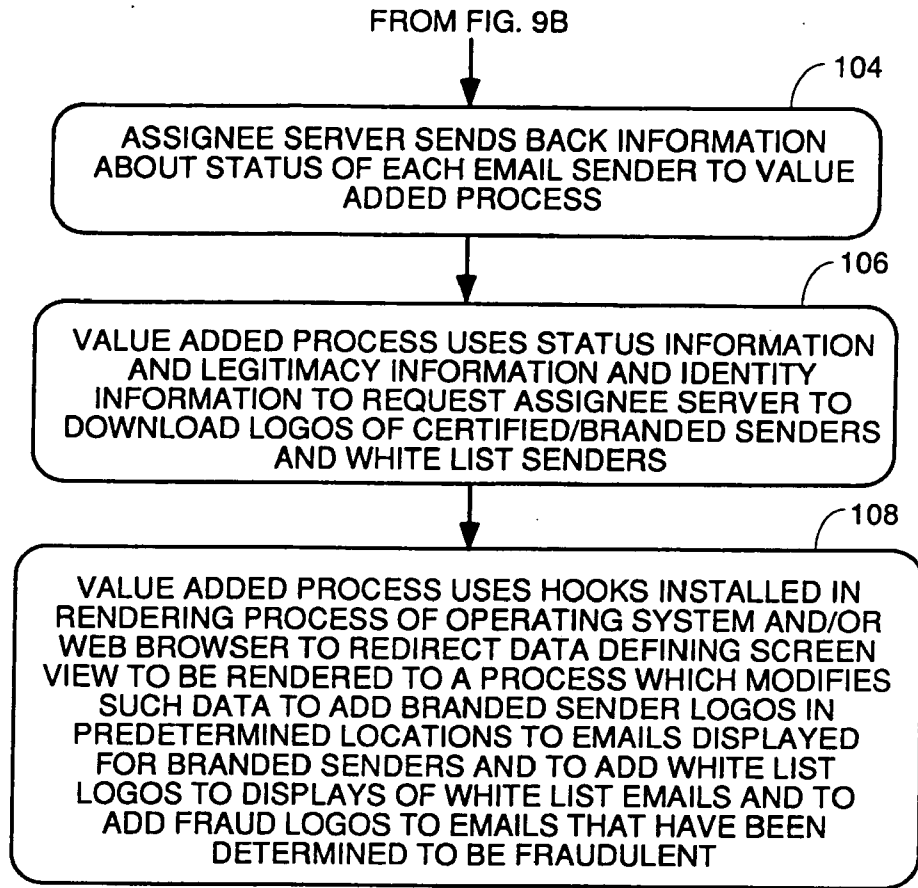 FROM FIG. 9B
104
ASSIGNEE SERVER SENDS BACK INFORMATION
ABOUT STATUS OF EACH EMAIL SENDER TO VALUE
ADDED PROCESS
106
VALUE ADDED PROCESS USES STATUS INFORMATION
AND LEGITIMACY INFORMATION AND IDENTITY
INFORMATION TO REQUEST ASSIGNEE SERVER TO
DOWNLOAD LOGOS OF CERTIFIED/BRANDED SENDERS
AND WHITE LIST SENDERS
108
VALUE ADDED PROCESS USES HOOKS INSTALLED IN
RENDERING PROCESS OF OPERATING SYSTEM AND/OR
WEB BROWSER TO REDIRECT DATA DEFINING SCREEN
VIEW TO BE RENDERED TO A PROCESS WHICH MODIFIES
SUCH DATA TO ADD BRANDED SENDER LOGOS IN
PREDETERMINED LOCATIONS TO EMAILS DISPLAYED
FOR BRANDED SENDERS AND TO ADD WHITE LIST
LOGOS TO DISPLAYS OF WHITE LIST EMAILS AND TO
ADD FRAUD LOGOS TO EMAILS THAT HAVE BEEN
DETERMINED TO BE FRAUDULENT